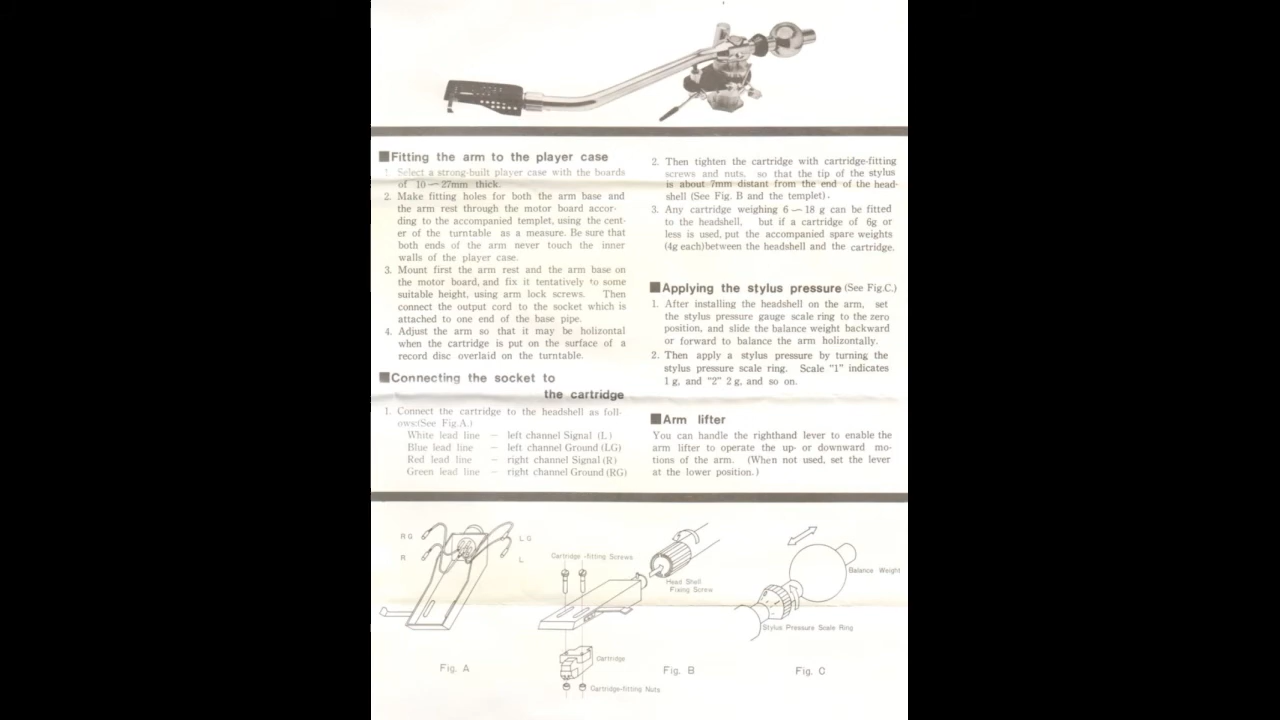 ■Fitting the arm to the player case
1. Select a strong-built player case with the boards
of 10—27mm thick.
2. Make fitting holes for both the arm base and
the arm rest through the motor board accor-
ding to the accompanied templet, using the cent-
er of the turntable as a measure. Be sure that
both ends of the arm never touch the inner
walls of the player case.
3. Mount first the arm rest and the arm base on
the motor board, and fix it tentatively to some
suitable height, using arm lock screws. Then
connect the output cord to the socket which is
attached to one end of the base pipe.
4. Adjust the arm so that it may be holizontal
when the cartridge is put on the surface of a
record disc overlaid on the turntable.
■Connecting the socket to
the cartridge
1. Connect the cartridge to the headshell as foll-
ows:(See Fig.A.)
White lead line — left channel Signal (L)
Blue lead line — left channel Ground (LG)
Red lead line — right channel Signal (R)
Green lead line — right channel Ground (RG)
2. Then tighten the cartridge with cartridge-fitting
screws and nuts, so that the tip of the stylus
is about 7mm distant from the end of the head-
shell (See Fig. B and the templet).
3. Any cartridge weighing 6—18 g can be fitted
to the headshell, but if a cartridge of 6g or
less is used, put the accompanied spare weights
(4g each)between the headshell and the cartridge.
■Applying the stylus pressure (See Fig.C.)
1. After installing the headshell on the arm, set
the stylus pressure gauge scale ring to the zero
position, and slide the balance weight backward
or forward to balance the arm holizontally.
2. Then apply a stylus pressure by turning the
stylus pressure scale ring. Scale "1" indicates
1 g, and "2" 2 g, and so on.
■Arm lifter
You can handle the righthand lever to enable the
arm lifter to operate the up- or downward mo-
tions of the arm. (When not used, set the lever
at the lower position.)
RG
R
LG
L
Fig. A
Cartridge -fitting Screws
Head Shell
Fixing Screw
Cartridge
Cartridge-fitting Nuts
Fig. B
Balance Weight
Stylus Pressure Scale Ring
Fig. C